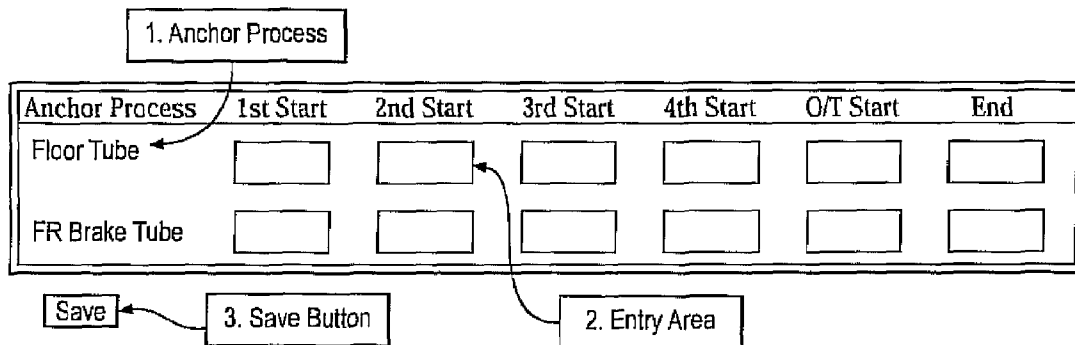 1. Anchor Process
Anchor Process 1st Start 2nd Start 3rd Start 4th Start O/T Start End
Floor Tube
FR Brake Tube
Save 3. Save Button 2. Entry Area